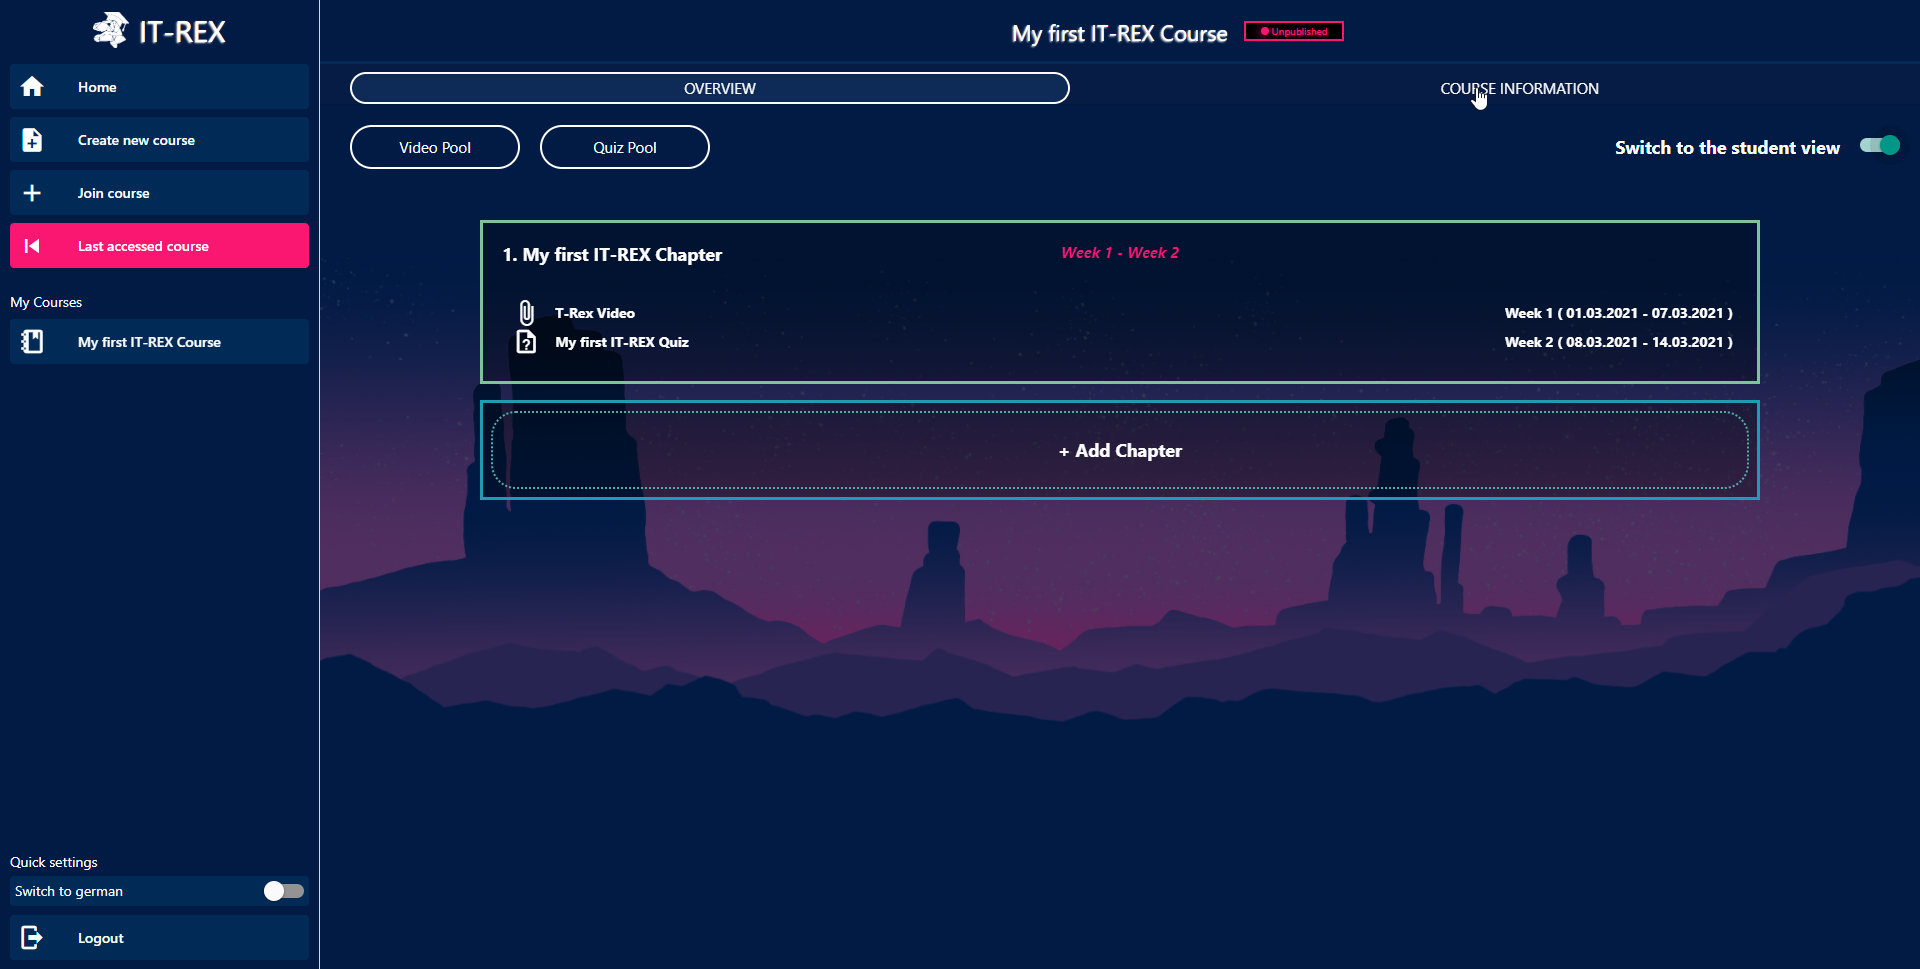 IT-REX
Home
Create new course
Join course
Last accessed course
My Courses
My first IT-REX Course
Quick settings
Switch to german
Logout
My first IT-REX Course
Unpublished
OVERVIEW
COURSE INFORMATION
Video Pool
Quiz Pool
Switch to the student view
1. My first IT-REX Chapter
Week 1 - Week 2
T-Rex Video
Week 1 ( 01.03.2021 - 07.03.2021 )
My first IT-REX Quiz
Week 2 ( 08.03.2021 - 14.03.2021 )
+ Add Chapter